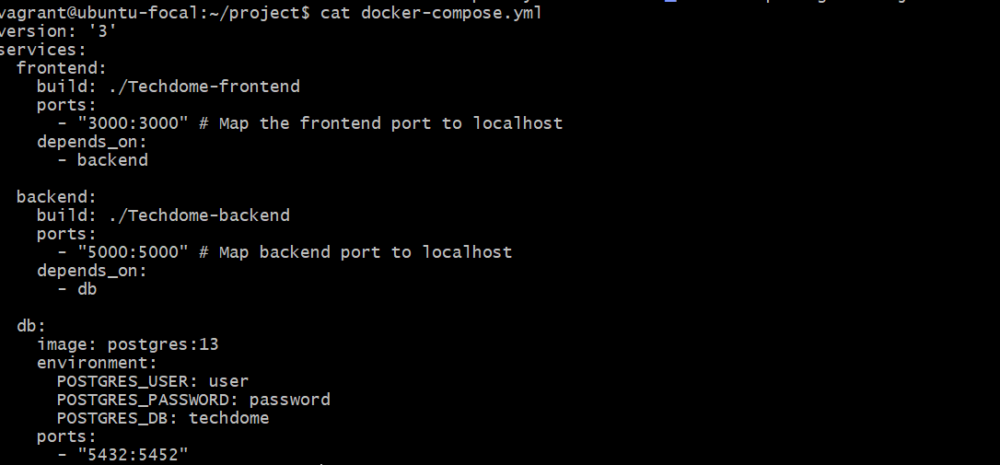 vagrant@ubuntu-focal:~/project$ cat docker-compose.yml
version: '3'
services:
  frontend:
    build: ./Techdome-frontend
    ports:
      - "3000:3000" # Map the frontend port to localhost
    depends_on:
      - backend

  backend:
    build: ./Techdome-backend
    ports:
      - "5000:5000" # Map backend port to localhost
    depends_on:
      - db

  db:
    image: postgres:13
    environment:
      POSTGRES_USER: user
      POSTGRES_PASSWORD: password
      POSTGRES_DB: techdome
    ports:
      - "5432:5452"